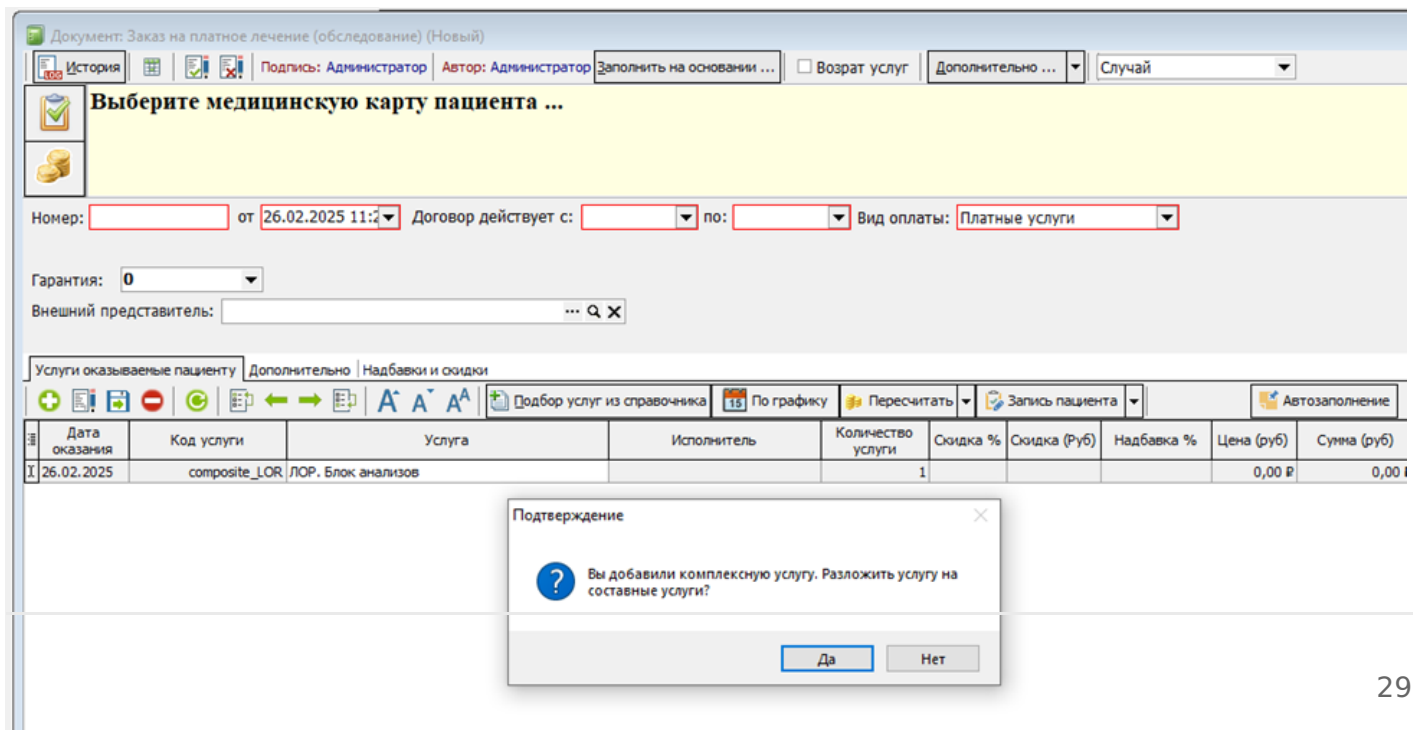 Документ: Заказ на платное лечение (обследование) (Новый)
LOG История Подпись: Администратор Автор: Администратор Заполнить на основании ... Возрат услуг Дополнительно ... Случай
Выберите медицинскую карту пациента ...
Номер: от 26.02.2025 11:2 Договор действует с: по: Вид оплаты: Платные услуги
Гарантия: 0
Внешний представитель:
Услуги оказываемые пациенту Дополнительно Надбавки и скидки
Подбор услуг из справочника 15 По графику Пересчитать Запись пациента Автозаполнение
Дата оказания Код услуги Услуга Исполнитель Количество услуги Скидка % Скидка (Руб) Надбавка % Цена (руб) Сумма (руб)
26.02.2025 composite_LOR ЛОР. Блок анализов 1 0,00 ₽ 0,00
Подтверждение
Вы добавили комплексную услугу. Разложить услугу на
составные услуги?
Да Нет
29